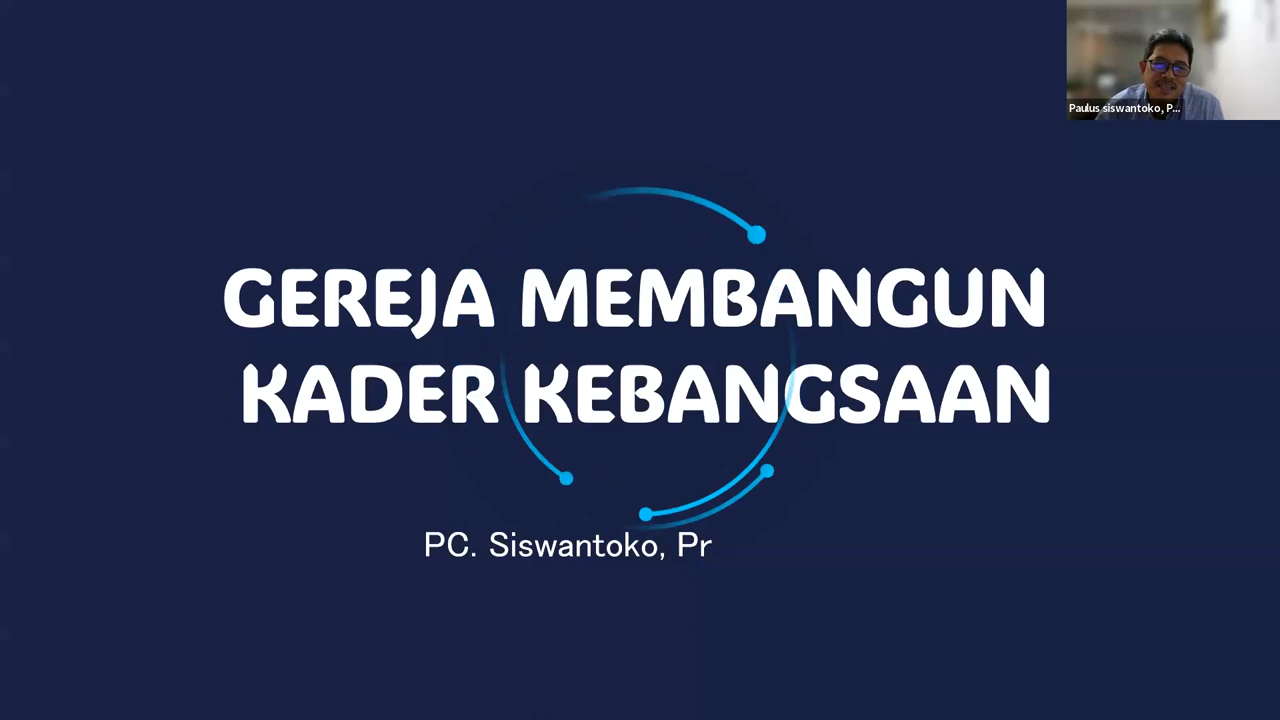 Paulus siswantoko, P...
GEREJA MEMBANGUN
KADER KEBANGSAAN
PC. Siswantoko, Pr